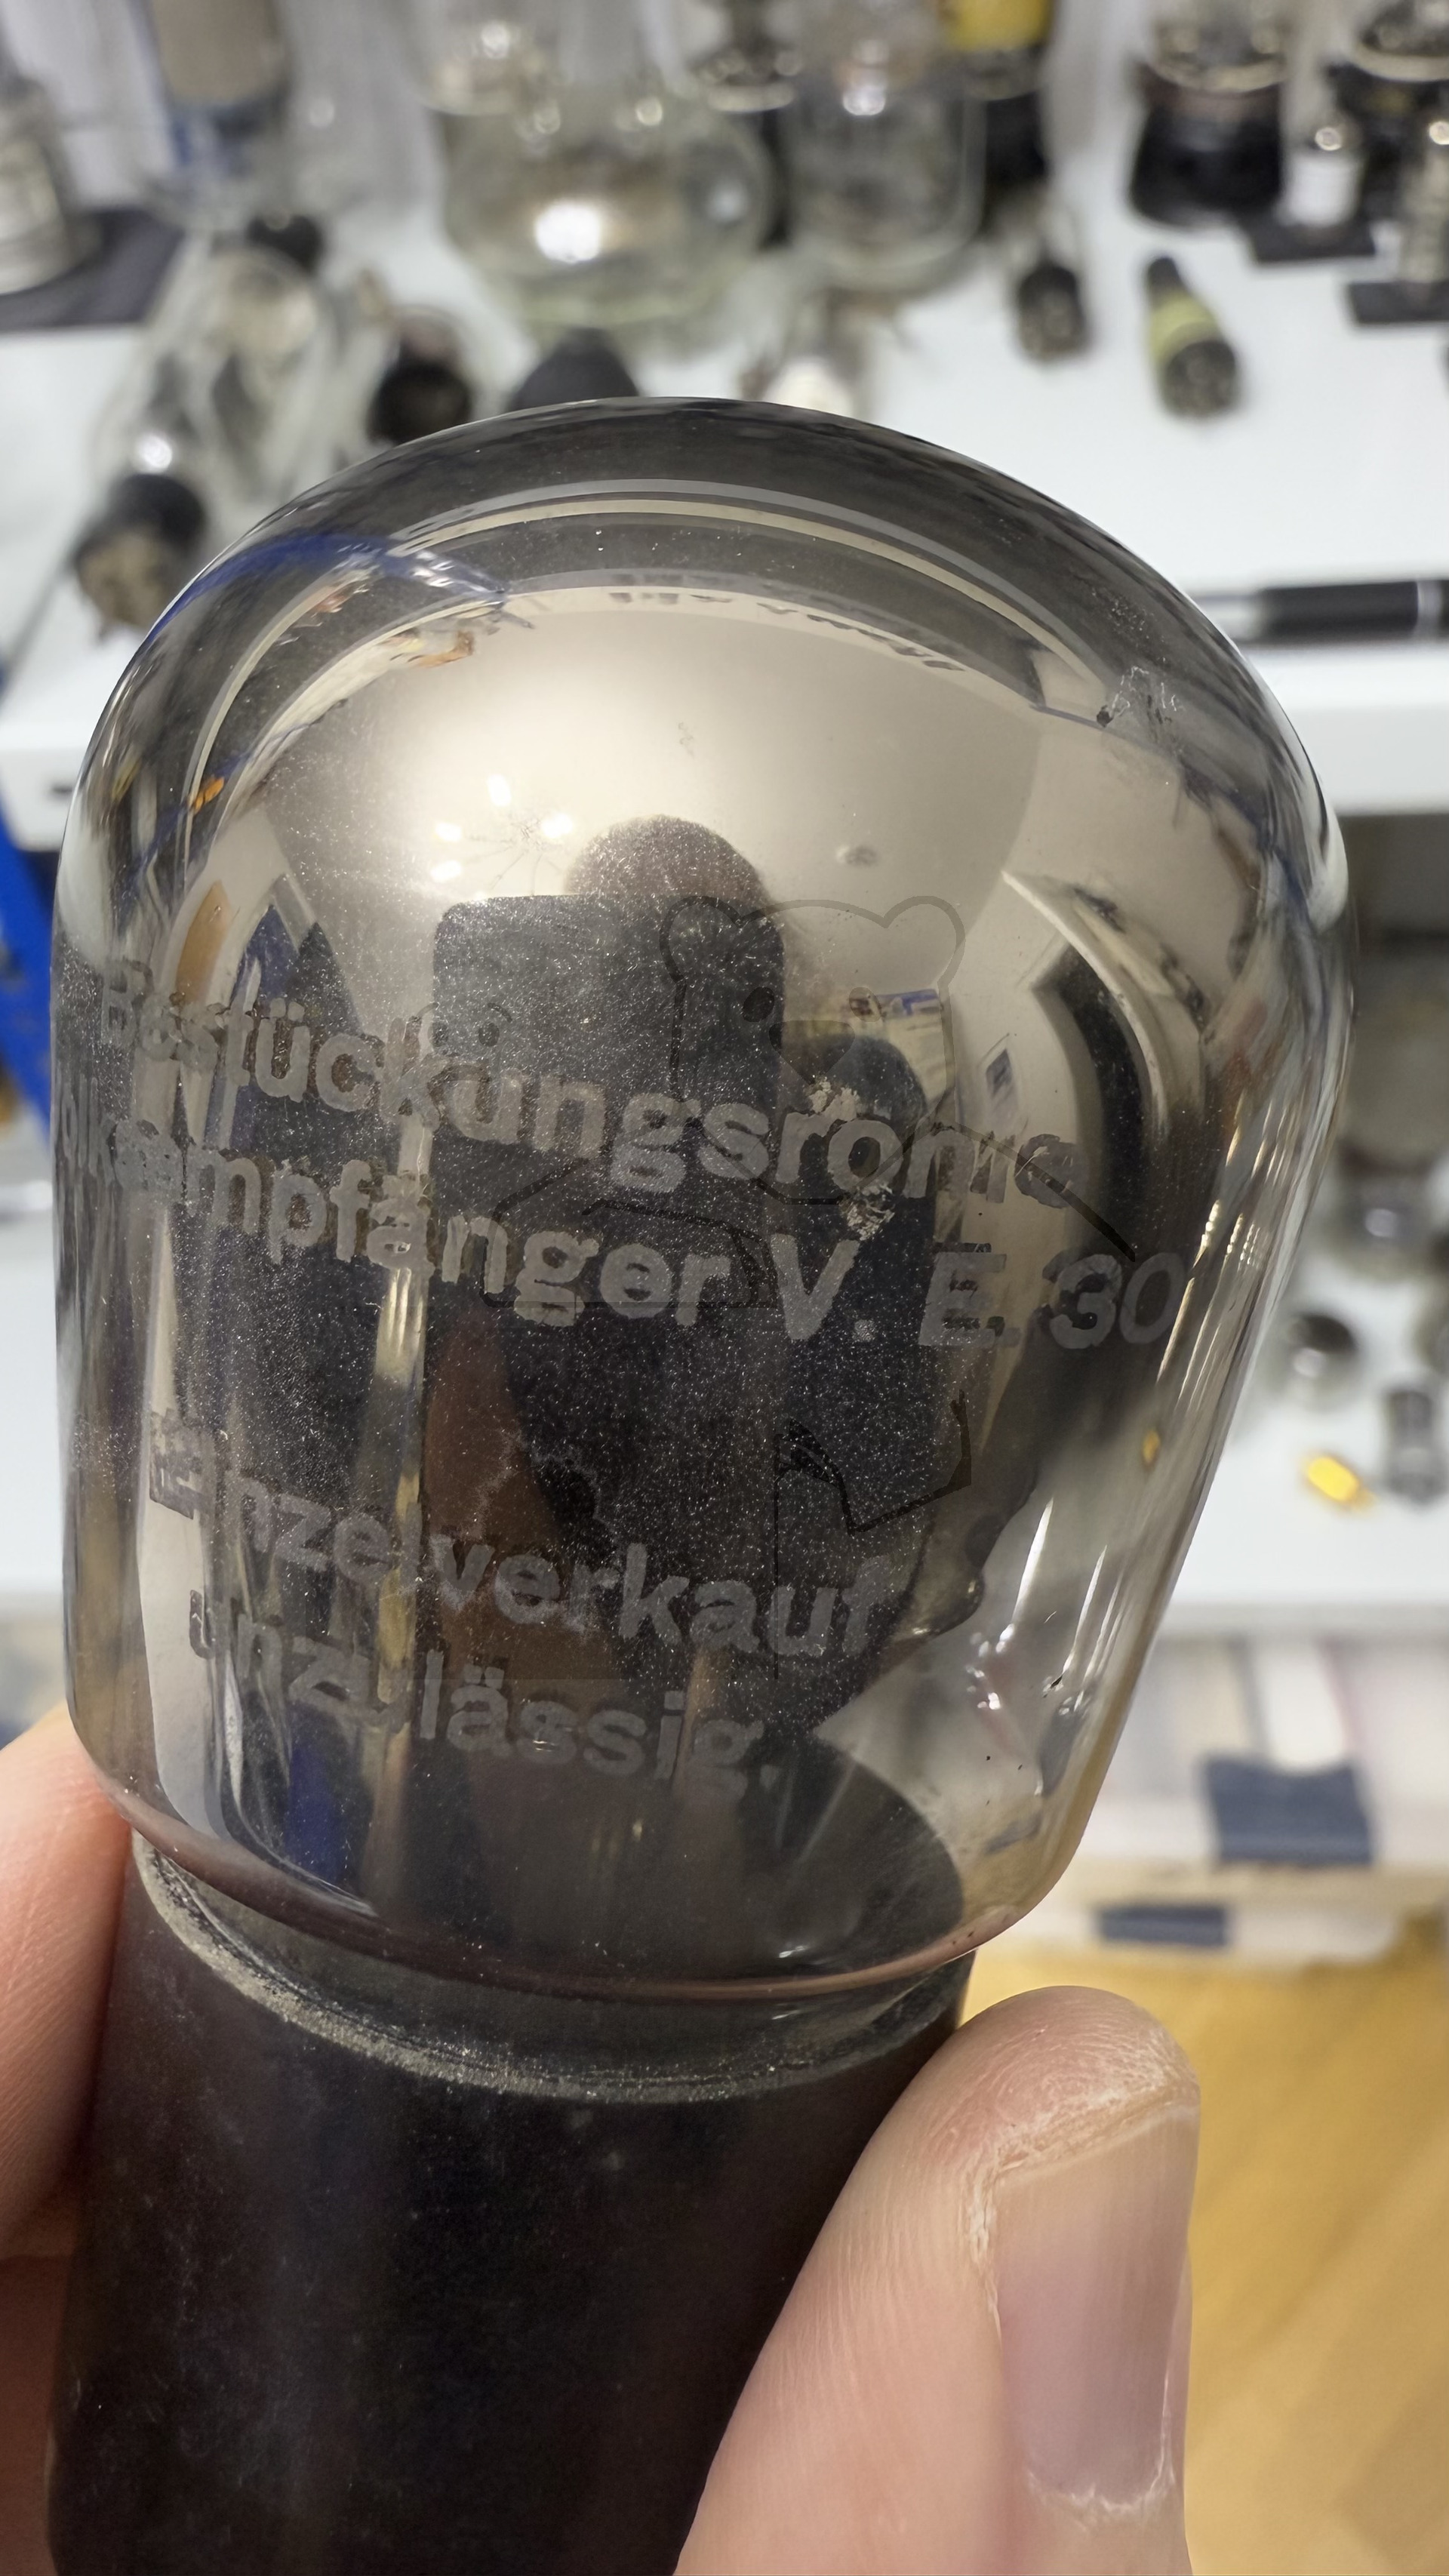 Bestückungsröhre
Volksempfänger V. E. 30
Einzelverkauf
unzulässig.